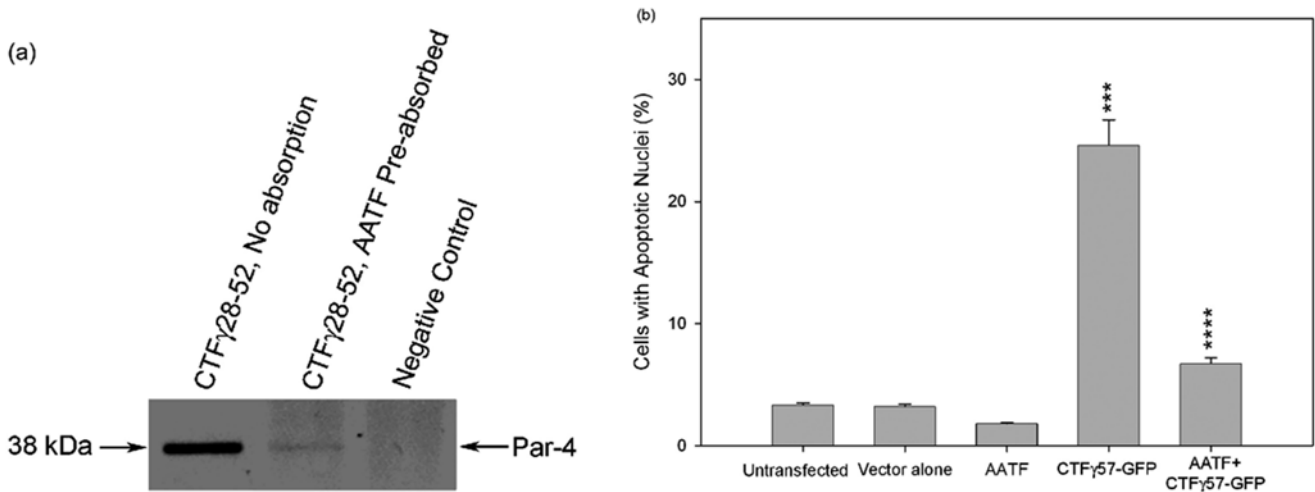 (a)
CTFγ28-52, No absorption
CTFγ28-52, AATF Pre-absorbed
Negative Control
38 kDa
Par-4
(b)
Cells with Apoptotic Nuclei (%)
30
20
10
0
***
****
Untransfected
Vector alone
AATF
CTFγ57-GFP
AATF+
CTFγ57-GFP